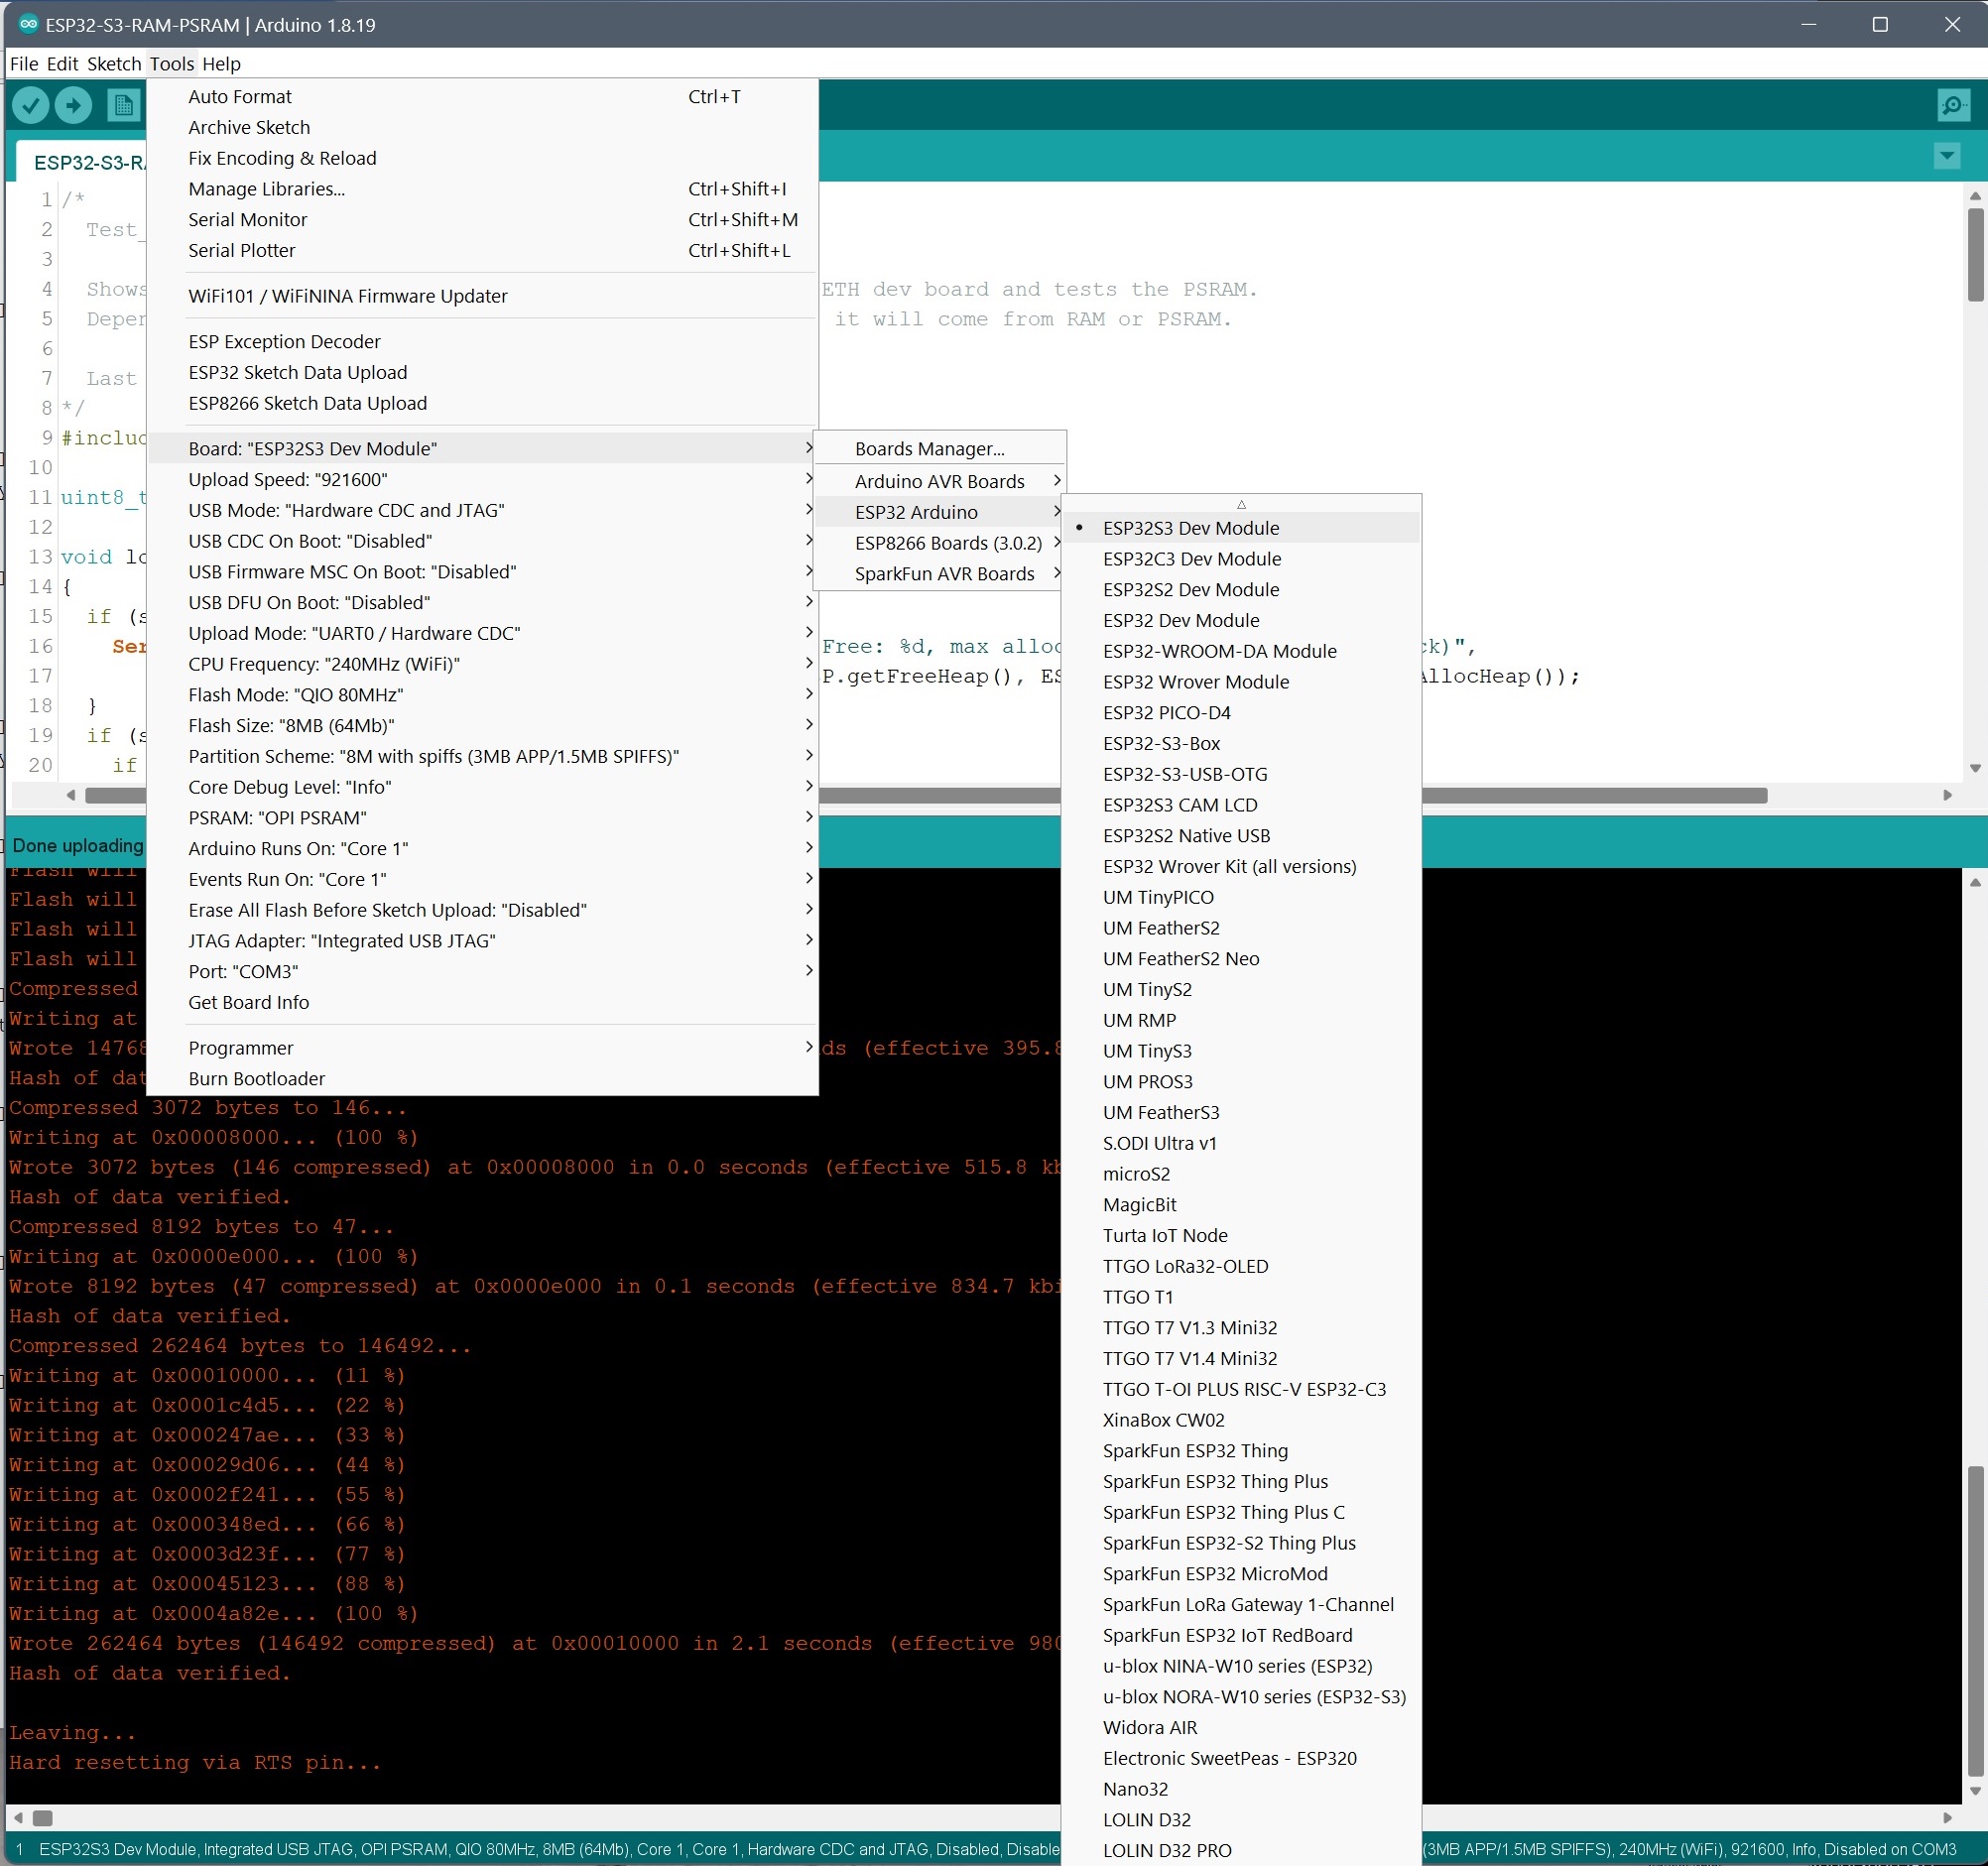 ESP32-S3-RAM-PSRAM | Arduino 1.8.19
File Edit Sketch Tools Help
ESP32-S3-RA
1 /*
2 Test_
3
4 Shows ETH dev board and tests the PSRAM.
5 Deper it will come from RAM or PSRAM.
6
7 Last
8 */
9 #includ
10
11 uint8_t
12
13 void lo
14 {
15 if (s
16 Ser Free: %d, max alloc ck)",
17 P.getFreeHeap(), ES AllocHeap());
18 }
19 if (s
20 if
Auto Format Ctrl+T
Archive Sketch
Fix Encoding & Reload
Manage Libraries... Ctrl+Shift+I
Serial Monitor Ctrl+Shift+M
Serial Plotter Ctrl+Shift+L
WiFi101 / WiFiNINA Firmware Updater
ESP Exception Decoder
ESP32 Sketch Data Upload
ESP8266 Sketch Data Upload
Board: "ESP32S3 Dev Module"
Upload Speed: "921600"
USB Mode: "Hardware CDC and JTAG"
USB CDC On Boot: "Disabled"
USB Firmware MSC On Boot: "Disabled"
USB DFU On Boot: "Disabled"
Upload Mode: "UART0 / Hardware CDC"
CPU Frequency: "240MHz (WiFi)"
Flash Mode: "QIO 80MHz"
Flash Size: "8MB (64Mb)"
Partition Scheme: "8M with spiffs (3MB APP/1.5MB SPIFFS)"
Core Debug Level: "Info"
PSRAM: "OPI PSRAM"
Arduino Runs On: "Core 1"
Events Run On: "Core 1"
Erase All Flash Before Sketch Upload: "Disabled"
JTAG Adapter: "Integrated USB JTAG"
Port: "COM3"
Get Board Info
Programmer
Burn Bootloader
Boards Manager...
Arduino AVR Boards
ESP32 Arduino
ESP8266 Boards (3.0.2)
SparkFun AVR Boards
ESP32S3 Dev Module
ESP32C3 Dev Module
ESP32S2 Dev Module
ESP32 Dev Module
ESP32-WROOM-DA Module
ESP32 Wrover Module
ESP32 PICO-D4
ESP32-S3-Box
ESP32-S3-USB-OTG
ESP32S3 CAM LCD
ESP32S2 Native USB
ESP32 Wrover Kit (all versions)
UM TinyPICO
UM FeatherS2
UM FeatherS2 Neo
UM TinyS2
UM RMP
UM TinyS3
UM PROS3
UM FeatherS3
S.ODI Ultra v1
microS2
MagicBit
Turta IoT Node
TTGO LoRa32-OLED
TTGO T1
TTGO T7 V1.3 Mini32
TTGO T7 V1.4 Mini32
TTGO T-OI PLUS RISC-V ESP32-C3
XinaBox CW02
SparkFun ESP32 Thing
SparkFun ESP32 Thing Plus
SparkFun ESP32 Thing Plus C
SparkFun ESP32-S2 Thing Plus
SparkFun ESP32 MicroMod
SparkFun LoRa Gateway 1-Channel
SparkFun ESP32 IoT RedBoard
u-blox NINA-W10 series (ESP32)
u-blox NORA-W10 series (ESP32-S3)
Widora AIR
Electronic SweetPeas - ESP320
Nano32
LOLIN D32
LOLIN D32 PRO
Done uploading
Flash will
Flash will
Flash will
Flash will
Compressed
Writing at
Wrote 14768 ds (effective 395.8
Hash of dat
Compressed 3072 bytes to 146...
Writing at 0x00008000... (100 %)
Wrote 3072 bytes (146 compressed) at 0x00008000 in 0.0 seconds (effective 515.8 kb
Hash of data verified.
Compressed 8192 bytes to 47...
Writing at 0x0000e000... (100 %)
Wrote 8192 bytes (47 compressed) at 0x0000e000 in 0.1 seconds (effective 834.7 kbi
Hash of data verified.
Compressed 262464 bytes to 146492...
Writing at 0x00010000... (11 %)
Writing at 0x0001c4d5... (22 %)
Writing at 0x000247ae... (33 %)
Writing at 0x00029d06... (44 %)
Writing at 0x0002f241... (55 %)
Writing at 0x000348ed... (66 %)
Writing at 0x0003d23f... (77 %)
Writing at 0x00045123... (88 %)
Writing at 0x0004a82e... (100 %)
Wrote 262464 bytes (146492 compressed) at 0x00010000 in 2.1 seconds (effective 980
Hash of data verified.
Leaving...
Hard resetting via RTS pin...
1 ESP32S3 Dev Module, Integrated USB JTAG, OPI PSRAM, QIO 80MHz, 8MB (64Mb), Core 1, Core 1, Hardware CDC and JTAG, Disabled, Disable (3MB APP/1.5MB SPIFFS), 240MHz (WiFi), 921600, Info, Disabled on COM3